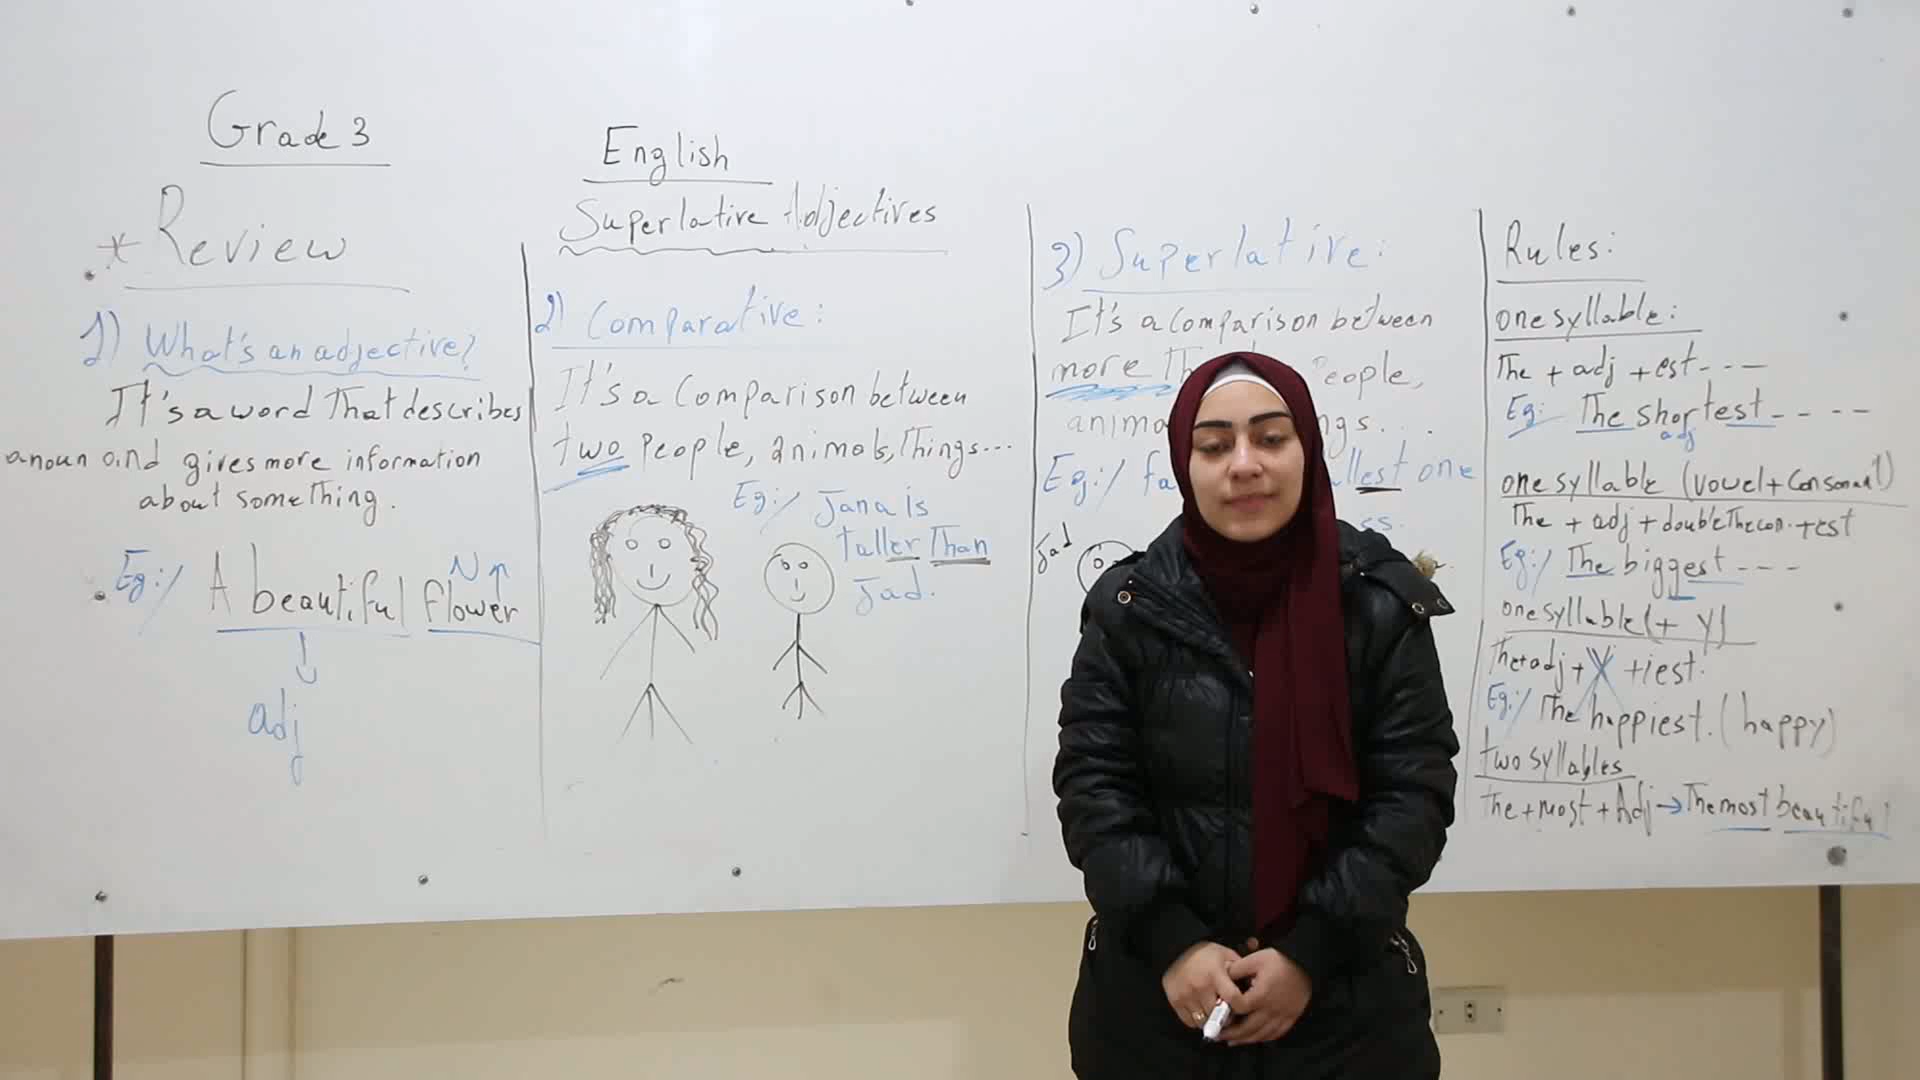 Grade 3
English
Superlative Adjectives
* Review
1) What's an adjective?
It's a word that describes
a noun and gives more information
about something.
Eg:/ A beautiful flower
N ↑
adj
2) Comparative:
It's a comparison between
two people, animals, things...
Eg:/ Jana is
taller than
Jad.
3) Superlative:
It's a comparison between
more people,
Eg:/ one
Jad
Rules:
one syllable:
The + adj + est- - -
Eg: The shortest- - - -
adj
one syllable (vowel + consonant)
The + adj + double the con. + est
Eg:/ The biggest - - -
one syllable (+ y)
The + adj + y + iest.
Eg:/ The happiest. (happy)
two syllables
the + most + Adj → The most beautiful